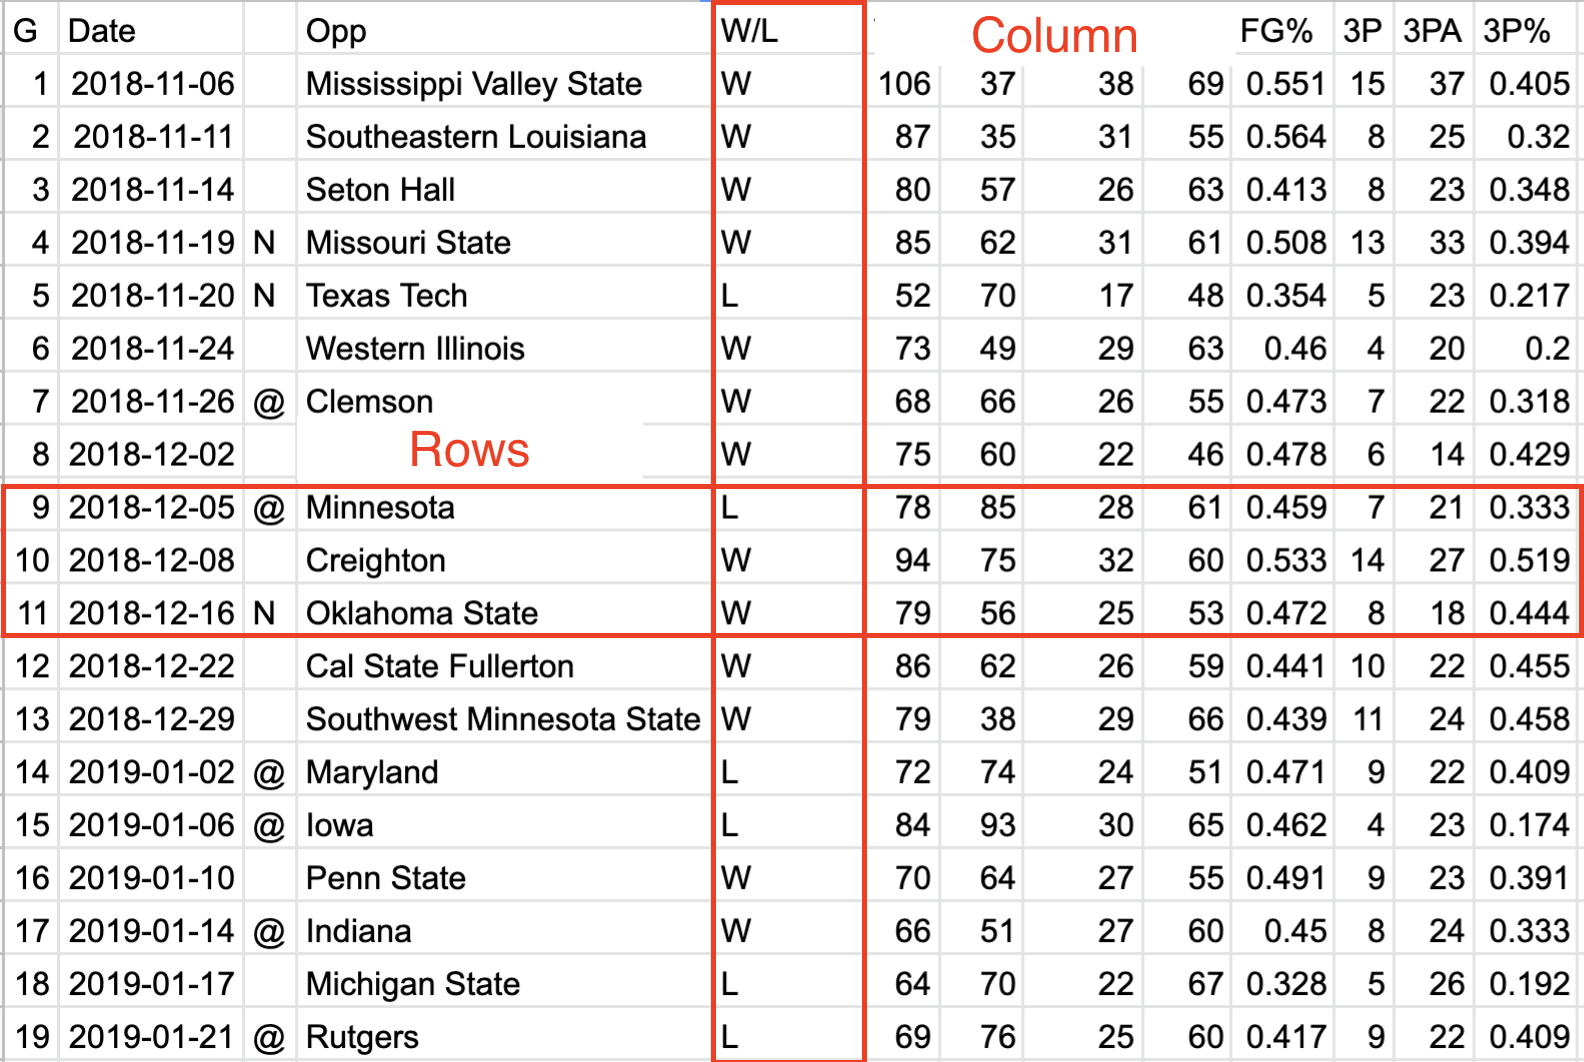 G Date Opp W/L Column FG% 3P 3PA 3P%
1 2018-11-06 Mississippi Valley State W 106 37 38 69 0.551 15 37 0.405
2 2018-11-11 Southeastern Louisiana W 87 35 31 55 0.564 8 25 0.32
3 2018-11-14 Seton Hall W 80 57 26 63 0.413 8 23 0.348
4 2018-11-19 N Missouri State W 85 62 31 61 0.508 13 33 0.394
5 2018-11-20 N Texas Tech L 52 70 17 48 0.354 5 23 0.217
6 2018-11-24 Western Illinois W 73 49 29 63 0.46 4 20 0.2
7 2018-11-26 @ Clemson W 68 66 26 55 0.473 7 22 0.318
8 2018-12-02 Rows W 75 60 22 46 0.478 6 14 0.429
9 2018-12-05 @ Minnesota L 78 85 28 61 0.459 7 21 0.333
10 2018-12-08 Creighton W 94 75 32 60 0.533 14 27 0.519
11 2018-12-16 N Oklahoma State W 79 56 25 53 0.472 8 18 0.444
12 2018-12-22 Cal State Fullerton W 86 62 26 59 0.441 10 22 0.455
13 2018-12-29 Southwest Minnesota State W 79 38 29 66 0.439 11 24 0.458
14 2019-01-02 @ Maryland L 72 74 24 51 0.471 9 22 0.409
15 2019-01-06 @ Iowa L 84 93 30 65 0.462 4 23 0.174
16 2019-01-10 Penn State W 70 64 27 55 0.491 9 23 0.391
17 2019-01-14 @ Indiana W 66 51 27 60 0.45 8 24 0.333
18 2019-01-17 Michigan State L 64 70 22 67 0.328 5 26 0.192
19 2019-01-21 @ Rutgers L 69 76 25 60 0.417 9 22 0.409